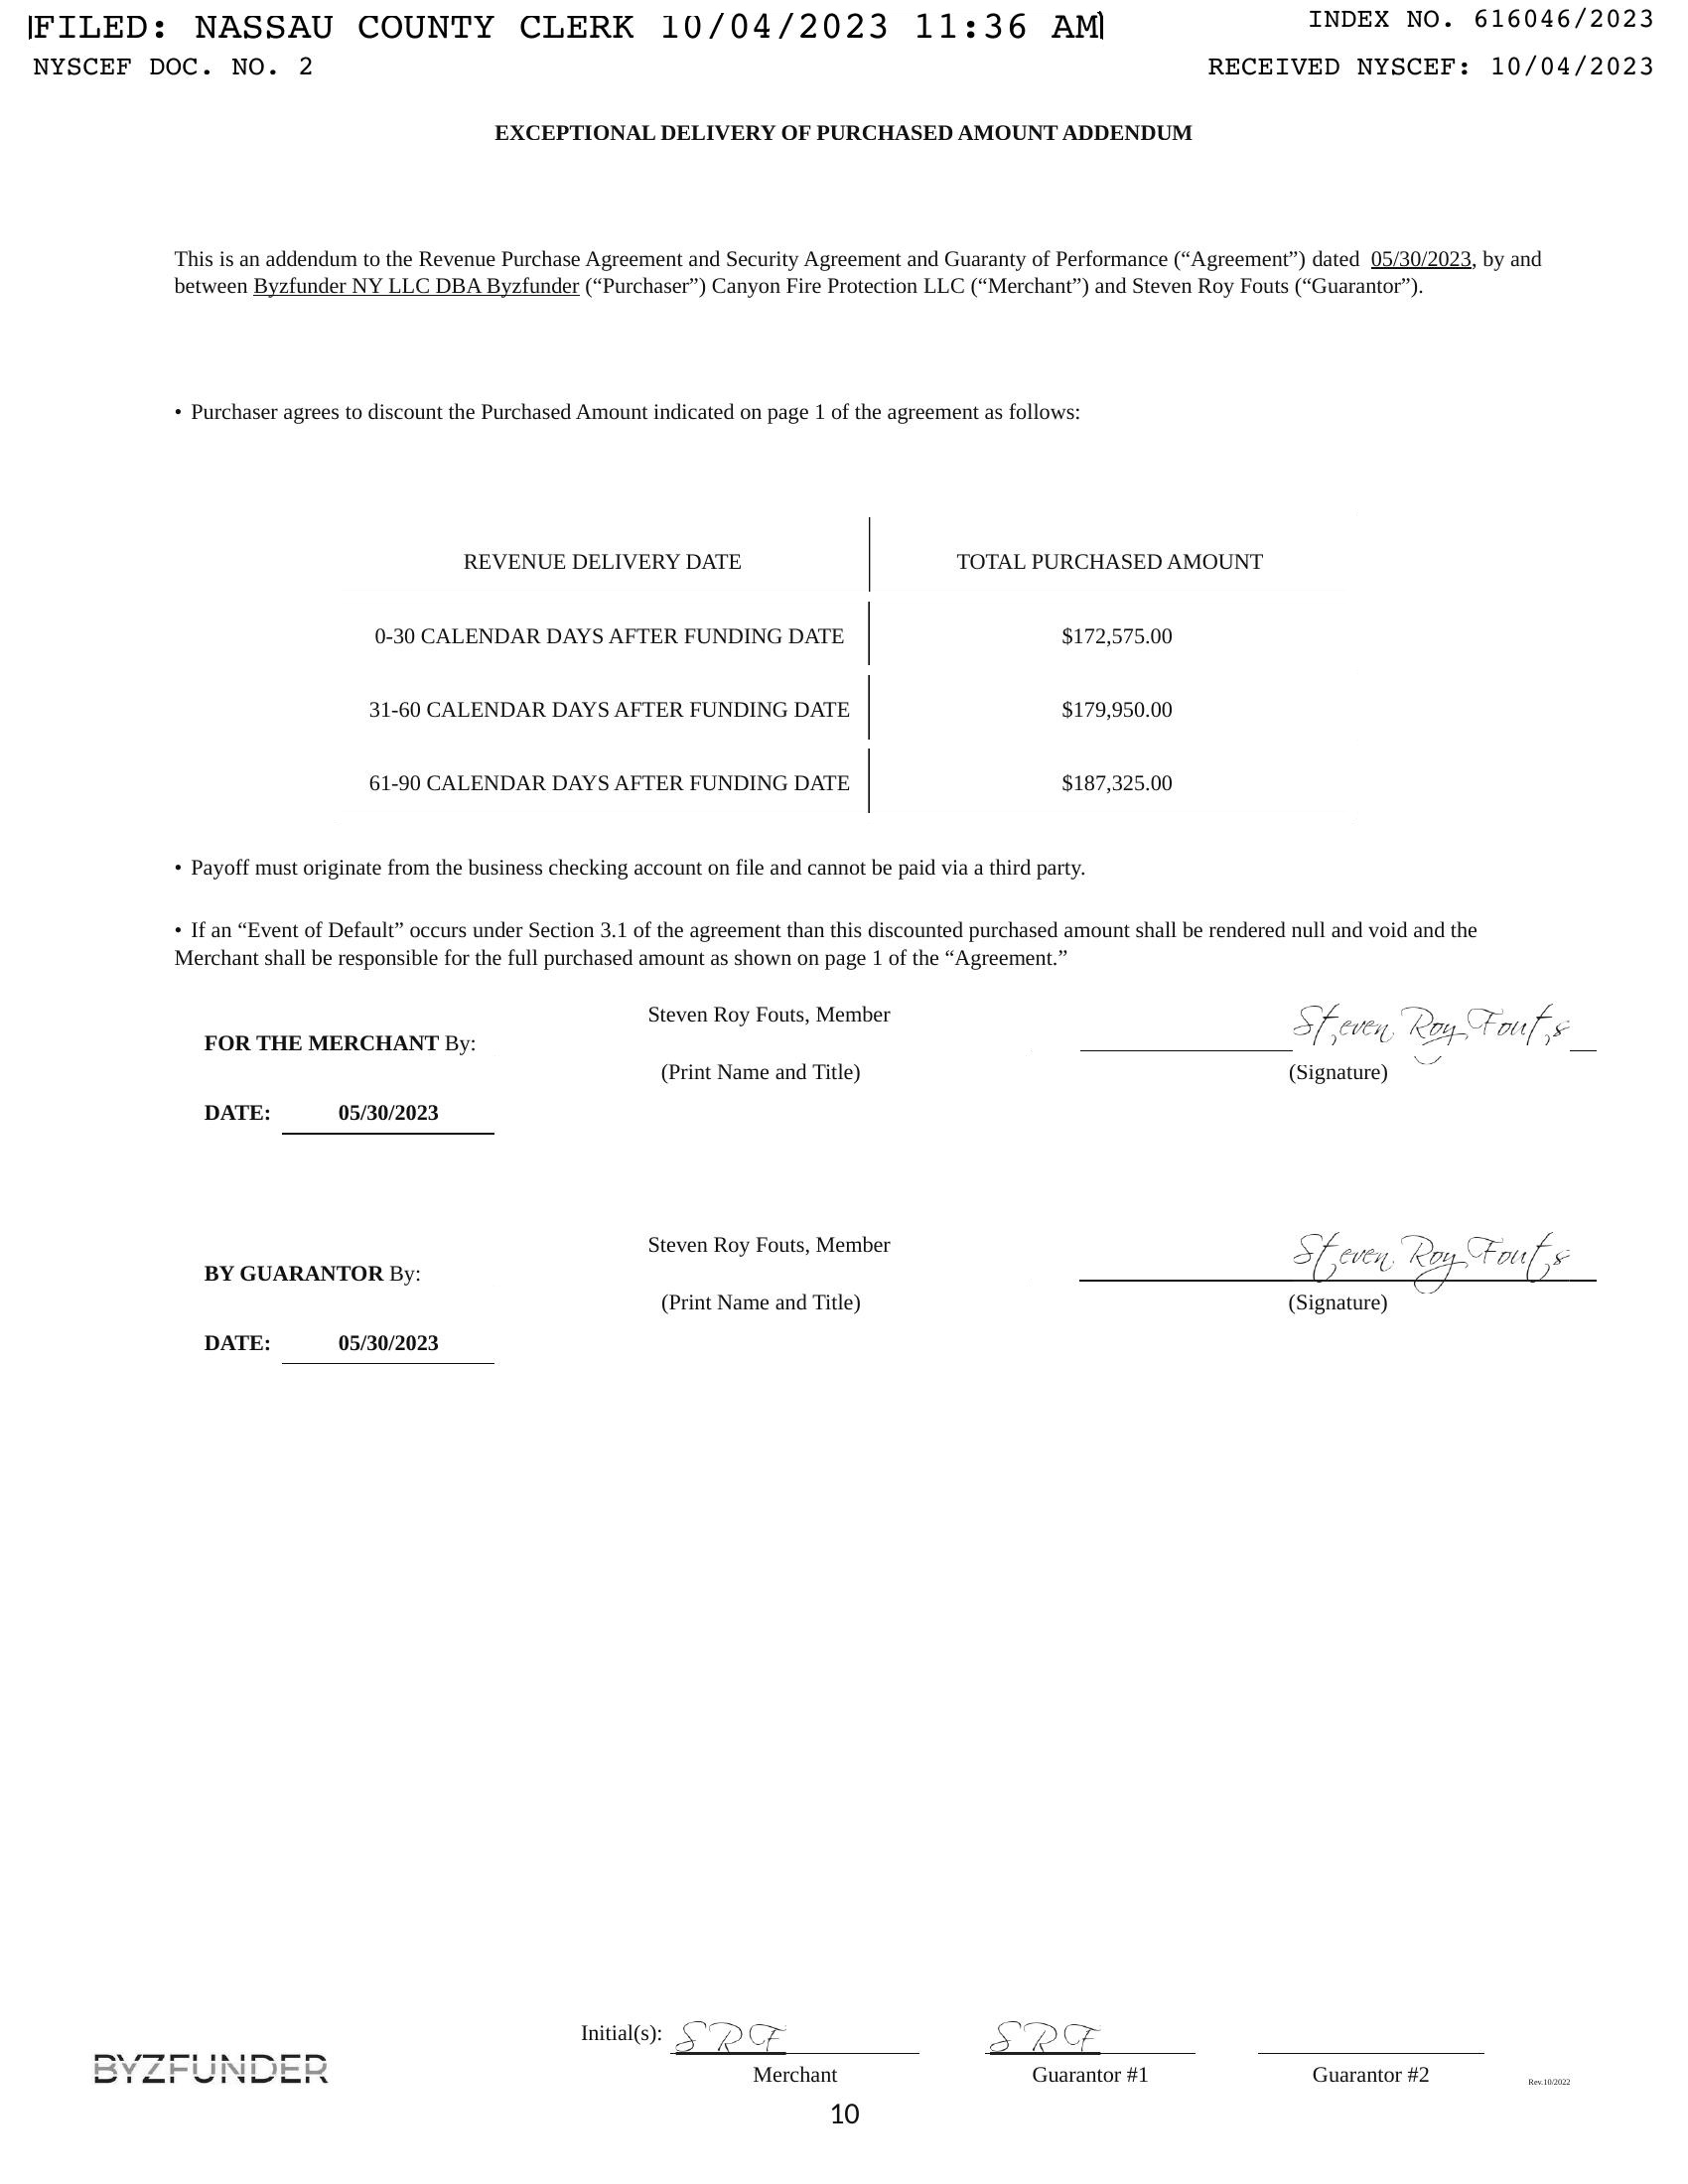 FILED: NASSAU COUNTY CLERK 10/04/2023 11:36 AM
INDEX NO. 616046/2023
NYSCEF DOC. NO. 2
RECEIVED NYSCEF: 10/04/2023
EXCEPTIONAL DELIVERY OF PURCHASED AMOUNT ADDENDUM
This is an addendum to the Revenue Purchase Agreement and Security Agreement and Guaranty of Performance (“Agreement”) dated 05/30/2023, by and
between Byzfunder NY LLC DBA Byzfunder (“Purchaser”) Canyon Fire Protection LLC (“Merchant”) and Steven Roy Fouts (“Guarantor”).
• Purchaser agrees to discount the Purchased Amount indicated on page 1 of the agreement as follows:
REVENUE DELIVERY DATE TOTAL PURCHASED AMOUNT
0-30 CALENDAR DAYS AFTER FUNDING DATE $172,575.00
31-60 CALENDAR DAYS AFTER FUNDING DATE $179,950.00
61-90 CALENDAR DAYS AFTER FUNDING DATE $187,325.00
• Payoff must originate from the business checking account on file and cannot be paid via a third party.
• If an “Event of Default” occurs under Section 3.1 of the agreement than this discounted purchased amount shall be rendered null and void and the
Merchant shall be responsible for the full purchased amount as shown on page 1 of the “Agreement.”
Steven Roy Fouts, Member Steven Roy Fouts
FOR THE MERCHANT By:
(Print Name and Title) (Signature)
DATE: 05/30/2023
Steven Roy Fouts, Member Steven Roy Fouts
BY GUARANTOR By:
(Print Name and Title) (Signature)
DATE: 05/30/2023
Initial(s): SRF SRF
BYZFUNDER
Merchant Guarantor #1 Guarantor #2 Rev.10/2022
10